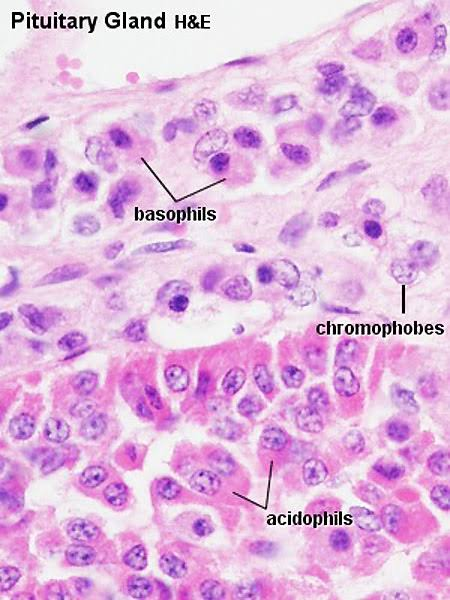 Pituitary Gland H&E
basophils
chromophobes
acidophils